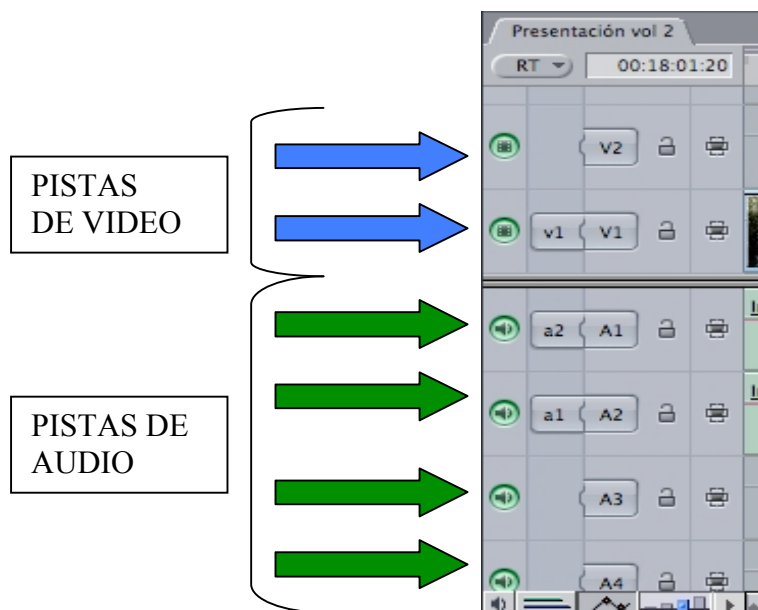 PISTAS
DE VIDEO
PISTAS DE
AUDIO
Presentación vol 2
RT 00:18:01:20
V2
v1 V1
a2 A1
a1 A2
A3
A4